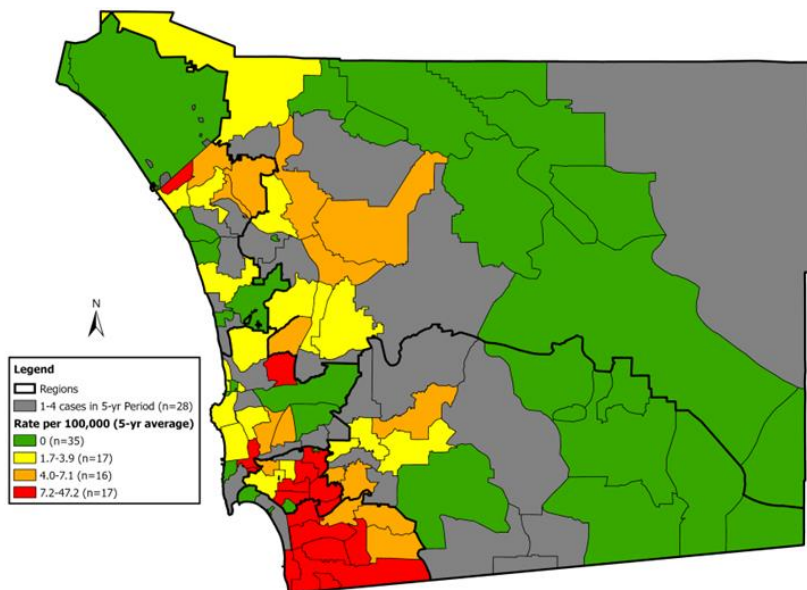 N
Legend
Regions
1-4 cases in 5-yr Period (n=28)
Rate per 100,000 (5-yr average)
0 (n=35)
1.7-3.9 (n=17)
4.0-7.1 (n=16)
7.2-47.2 (n=17)